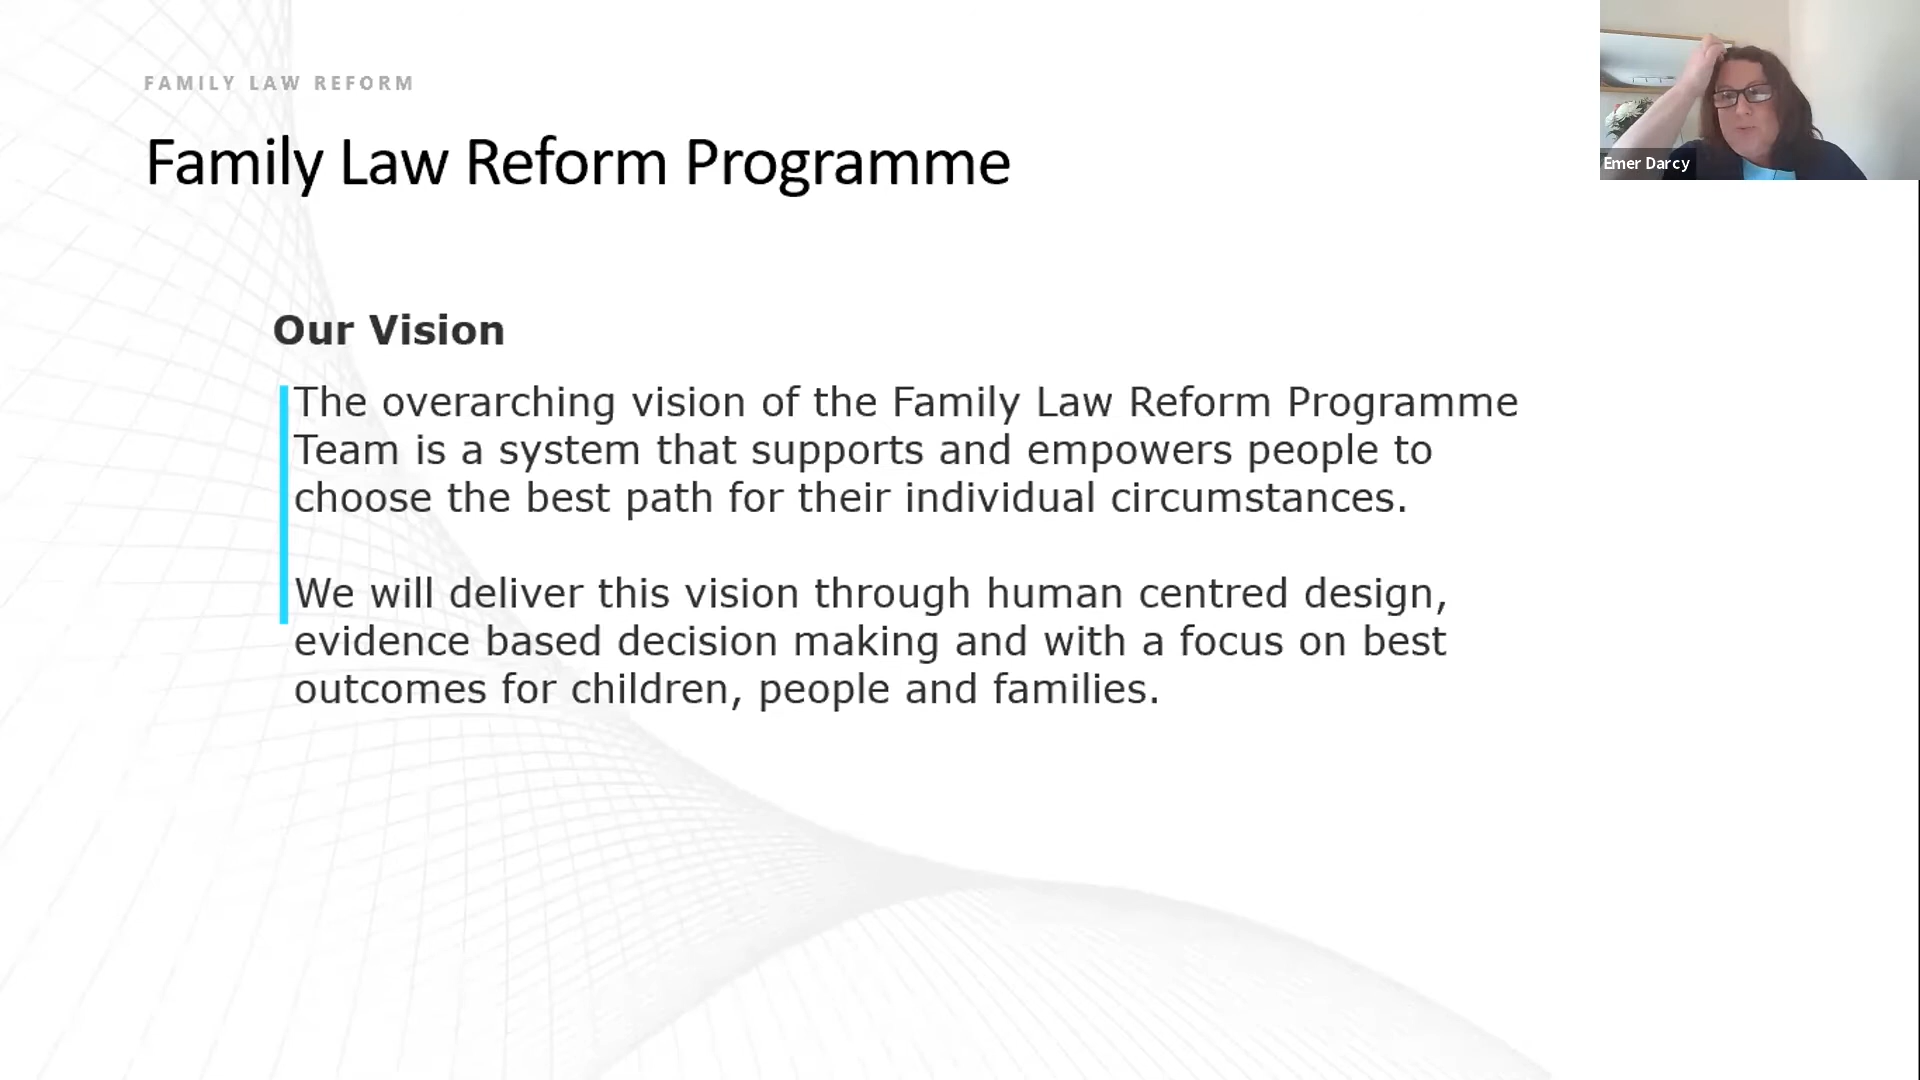 FAMILY LAW REFORM
Family Law Reform Programme
Emer Darcy
Our Vision
The overarching vision of the Family Law Reform Programme
Team is a system that supports and empowers people to
choose the best path for their individual circumstances.
We will deliver this vision through human centred design,
evidence based decision making and with a focus on best
outcomes for children, people and families.